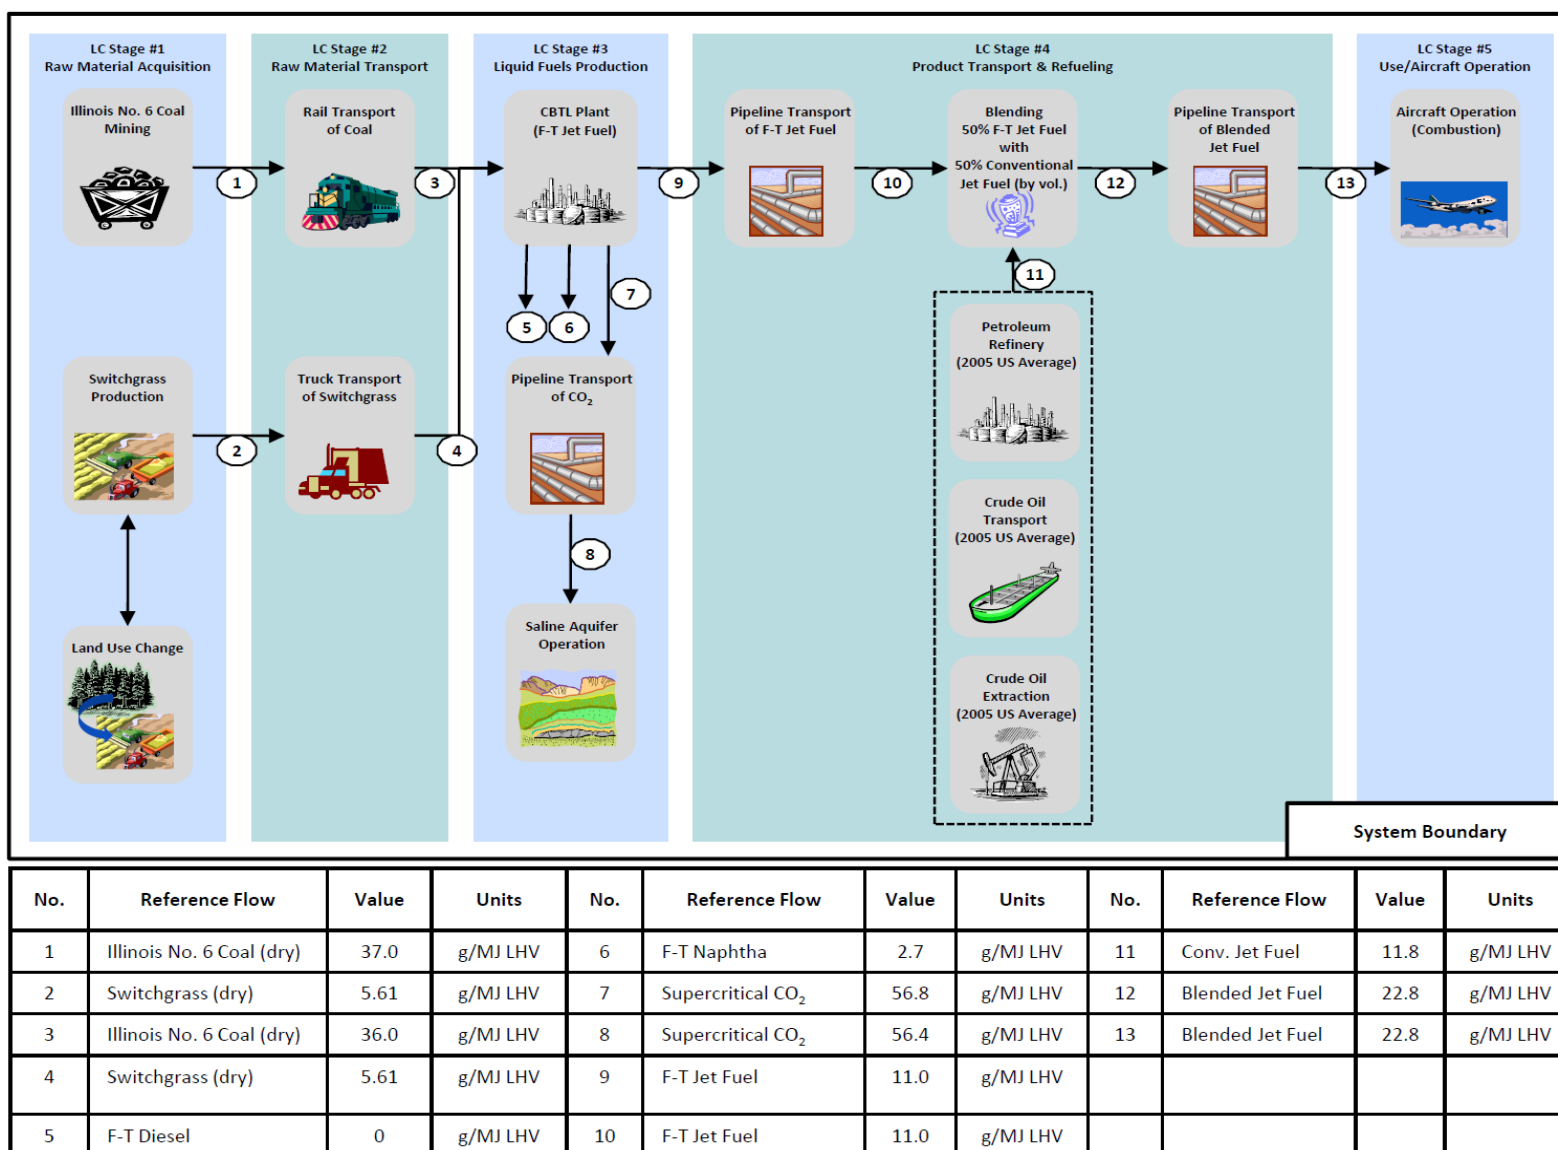 LC Stage #1
Raw Material Acquisition
LC Stage #2
Raw Material Transport
LC Stage #3
Liquid Fuels Production
LC Stage #4
Product Transport & Refueling
LC Stage #5
Use/Aircraft Operation
Illinois No. 6 Coal
Mining
Rail Transport
of Coal
CBTL Plant
(F-T Jet Fuel)
Pipeline Transport
of F-T Jet Fuel
Blending
50% F-T Jet Fuel
with
50% Conventional
Jet Fuel (by vol.)
Pipeline Transport
of Blended
Jet Fuel
Aircraft Operation
(Combustion)
1
3
9
10
12
13
11
7
5
6
Petroleum
Refinery
(2005 US Average)
Switchgrass
Production
Truck Transport
of Switchgrass
Pipeline Transport
of CO₂
2
4
Crude Oil
Transport
(2005 US Average)
8
Land Use Change
Saline Aquifer
Operation
Crude Oil
Extraction
(2005 US Average)
System Boundary
No. Reference Flow Value Units No. Reference Flow Value Units No. Reference Flow Value Units
1 Illinois No. 6 Coal (dry) 37.0 g/MJ LHV 6 F-T Naphtha 2.7 g/MJ LHV 11 Conv. Jet Fuel 11.8 g/MJ LHV
2 Switchgrass (dry) 5.61 g/MJ LHV 7 Supercritical CO₂ 56.8 g/MJ LHV 12 Blended Jet Fuel 22.8 g/MJ LHV
3 Illinois No. 6 Coal (dry) 36.0 g/MJ LHV 8 Supercritical CO₂ 56.4 g/MJ LHV 13 Blended Jet Fuel 22.8 g/MJ LHV
4 Switchgrass (dry) 5.61 g/MJ LHV 9 F-T Jet Fuel 11.0 g/MJ LHV
5 F-T Diesel 0 g/MJ LHV 10 F-T Jet Fuel 11.0 g/MJ LHV